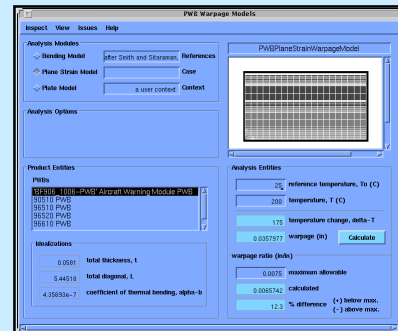 PWB Warpage Models
Inspect View Issues Help
Analysis Modules
Bending Model after Smith and Sitaraman, References
Plane Strain Model Case
Plate Model a user context Context
PWBPlaneStrainWarpageModel
Analysis Options
Product Entities
PWBs
'BF906_1006-PWB' Aircraft Warning Module PWB
90510 PWB
96510 PWB
96520 PWB
96610 PWB
Idealizations
0.0581 total thickness, t
5.44518 total diagonal, L
4.35693e-7 coefficient of thermal bending, alpha-b
Analysis Entities
25 reference temperature, To (C)
200 temperature, T (C)
175 temperature change, delta-T
0.0357977 warpage (in) Calculate
warpage ratio (in/in)
0.0075 maximum allowable
0.0065742 calculated
12.3 % difference (+) below max.
(-) above max.